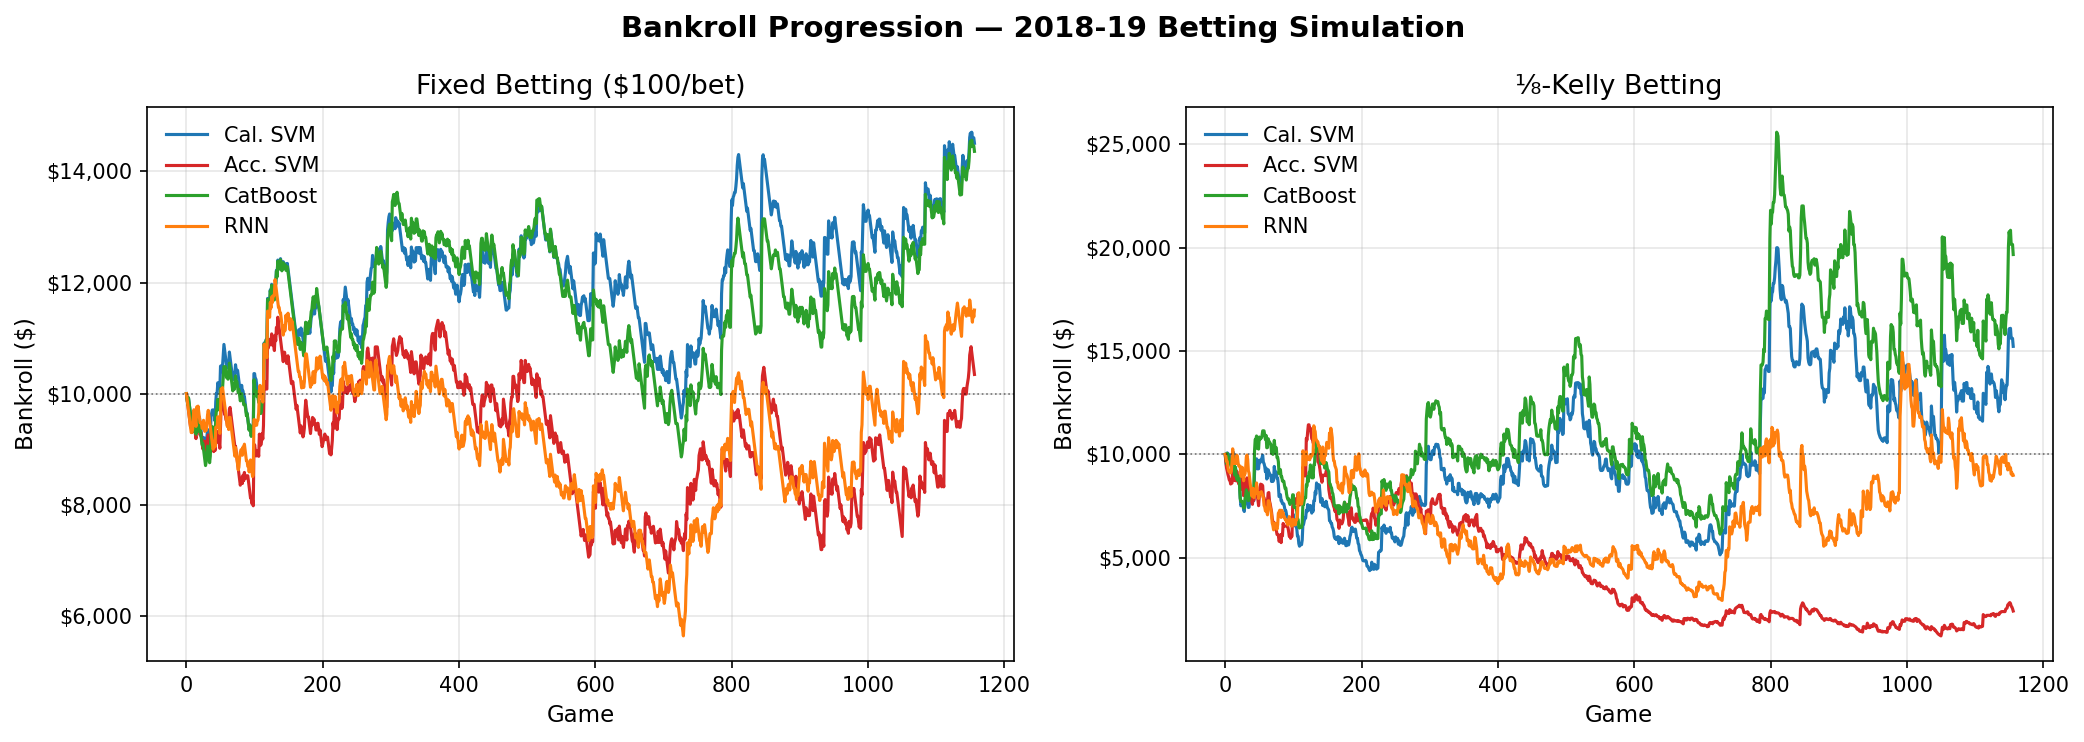 Bankroll Progression — 2018-19 Betting Simulation
Fixed Betting ($100/bet)
Cal. SVM
Acc. SVM
CatBoost
RNN
$14,000
$12,000
$10,000
$8,000
$6,000
Bankroll ($)
0 200 400 600 800 1000 1200
Game
⅛-Kelly Betting
Cal. SVM
Acc. SVM
CatBoost
RNN
$25,000
$20,000
$15,000
$10,000
$5,000
Bankroll ($)
0 200 400 600 800 1000 1200
Game